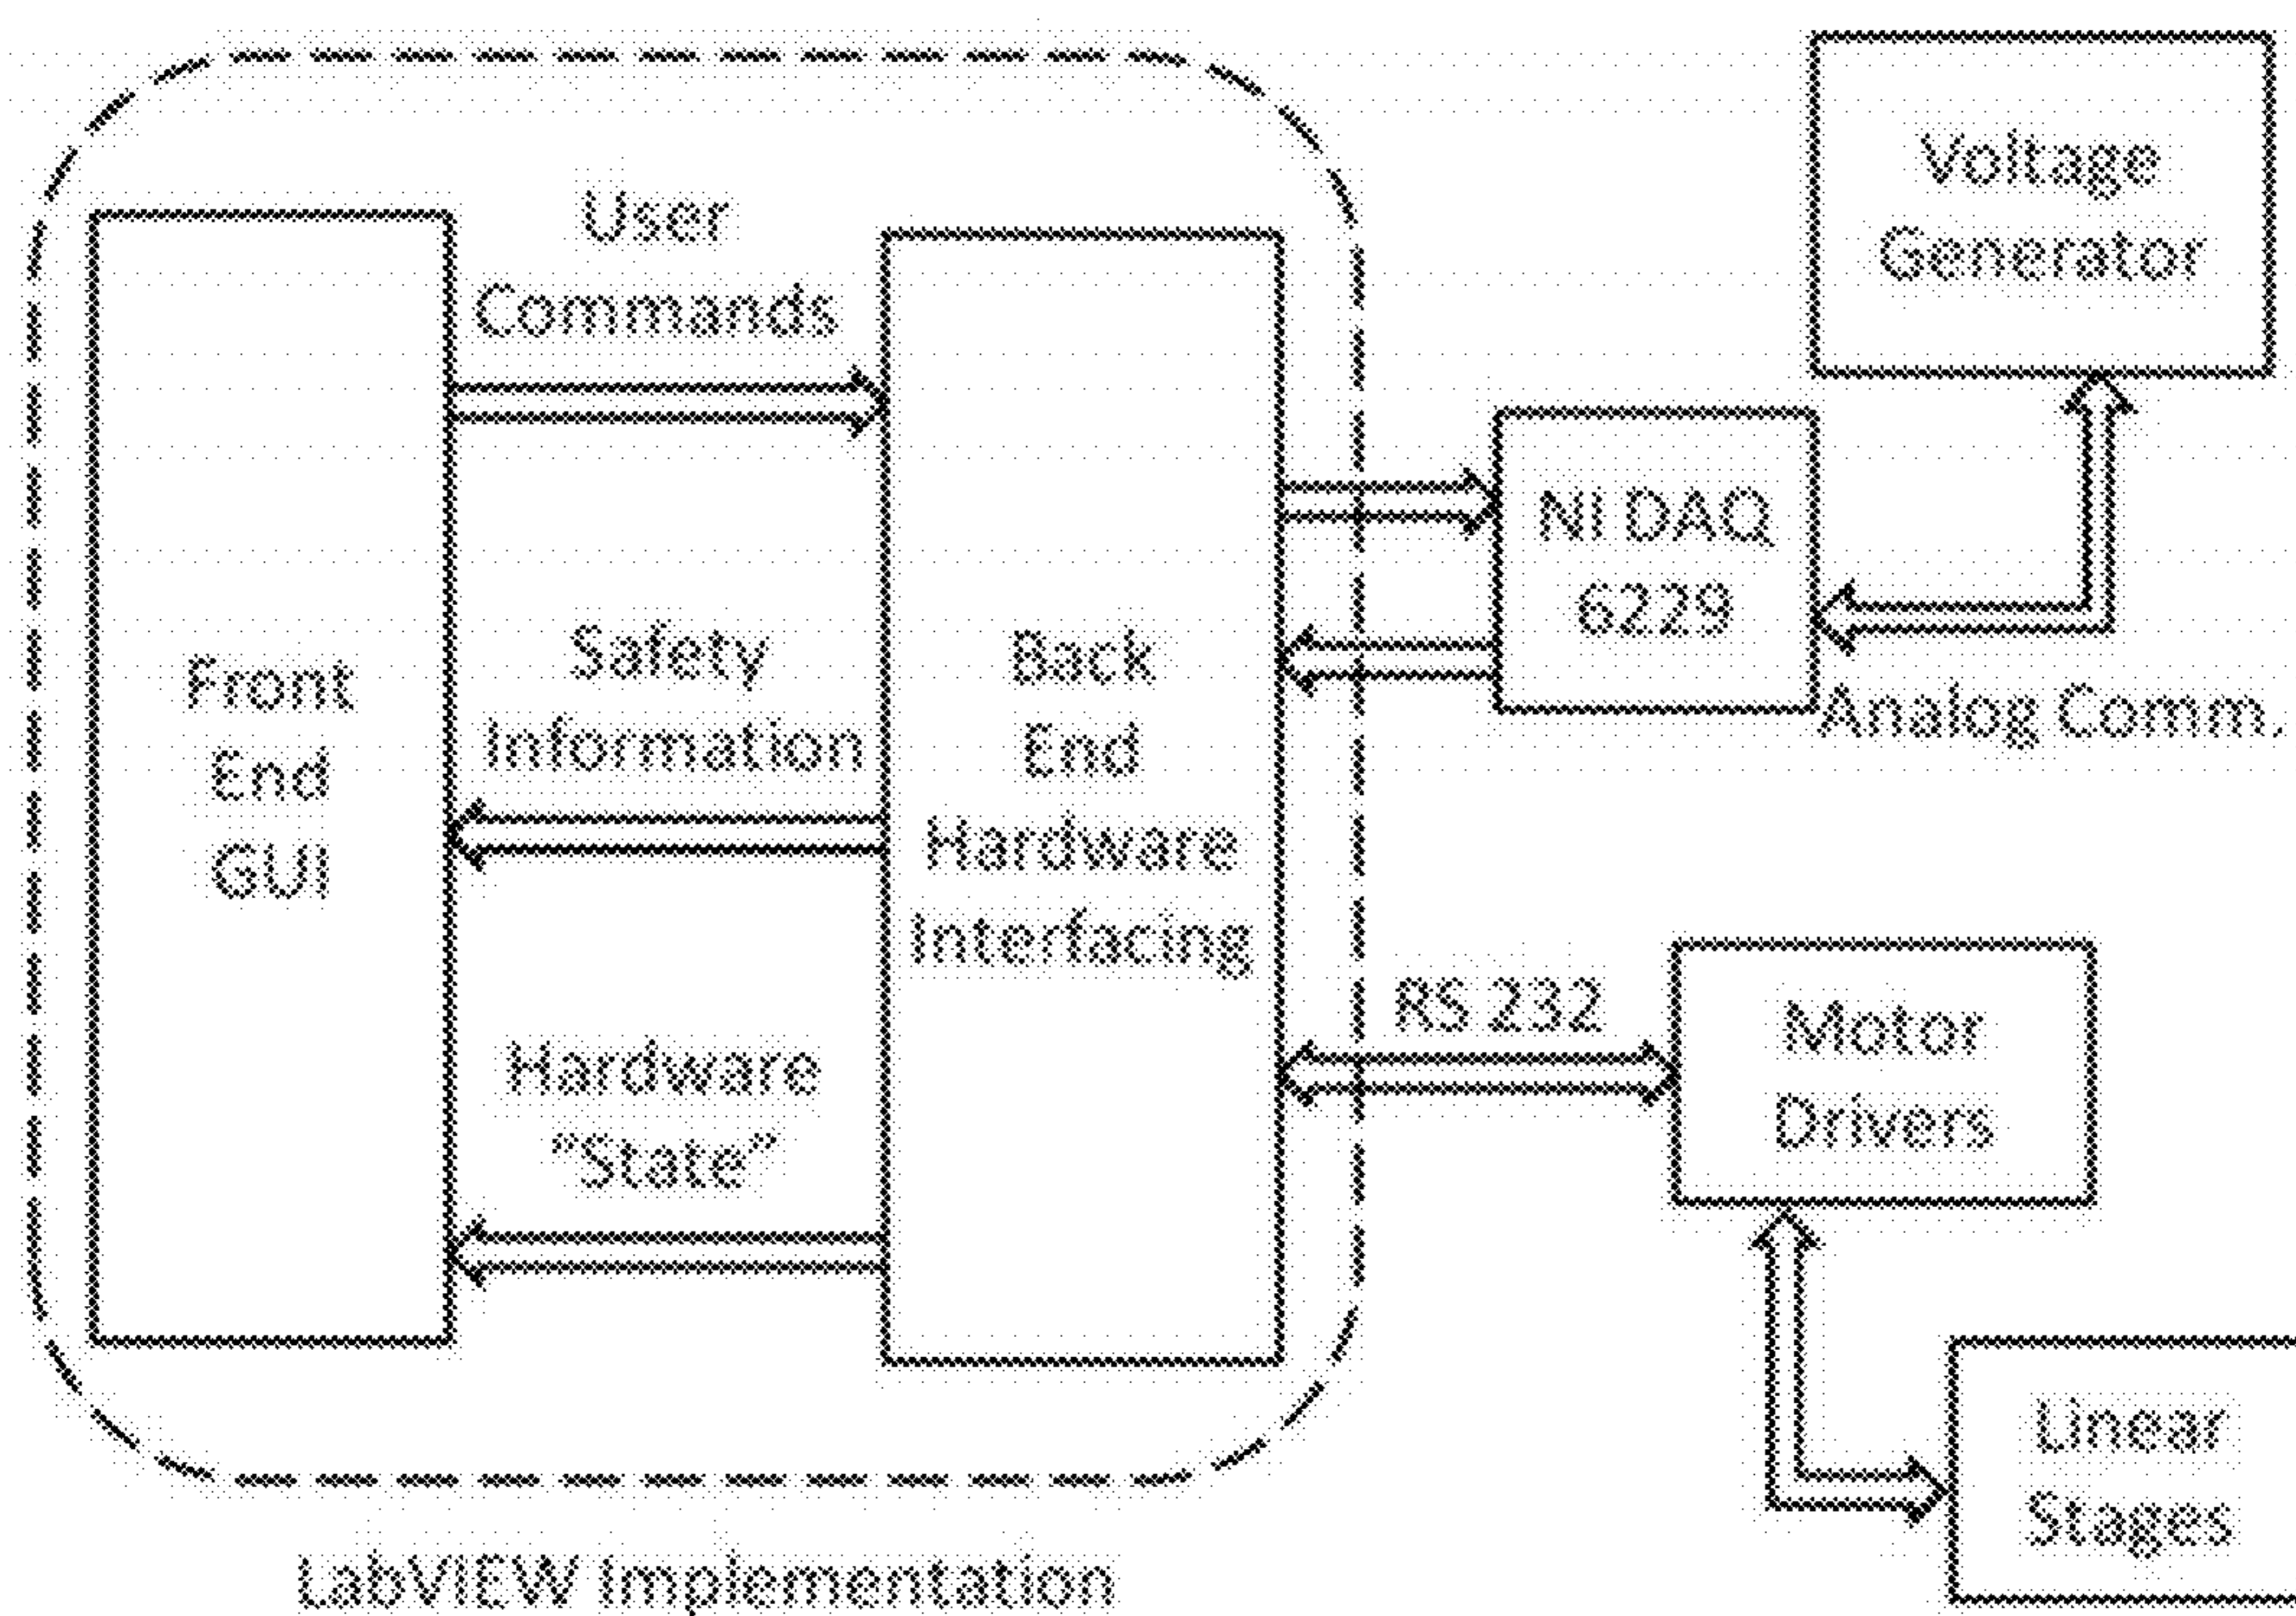 User
Commands
Front
End
GUI
Safety
Information
Hardware
"State"
Back
End
Hardware
Interfacing
NI DAQ
6229
Voltage
Generator
Analog Comm.
RS 232
Motor
Drivers
Linear
Stages
LabVIEW Implementation